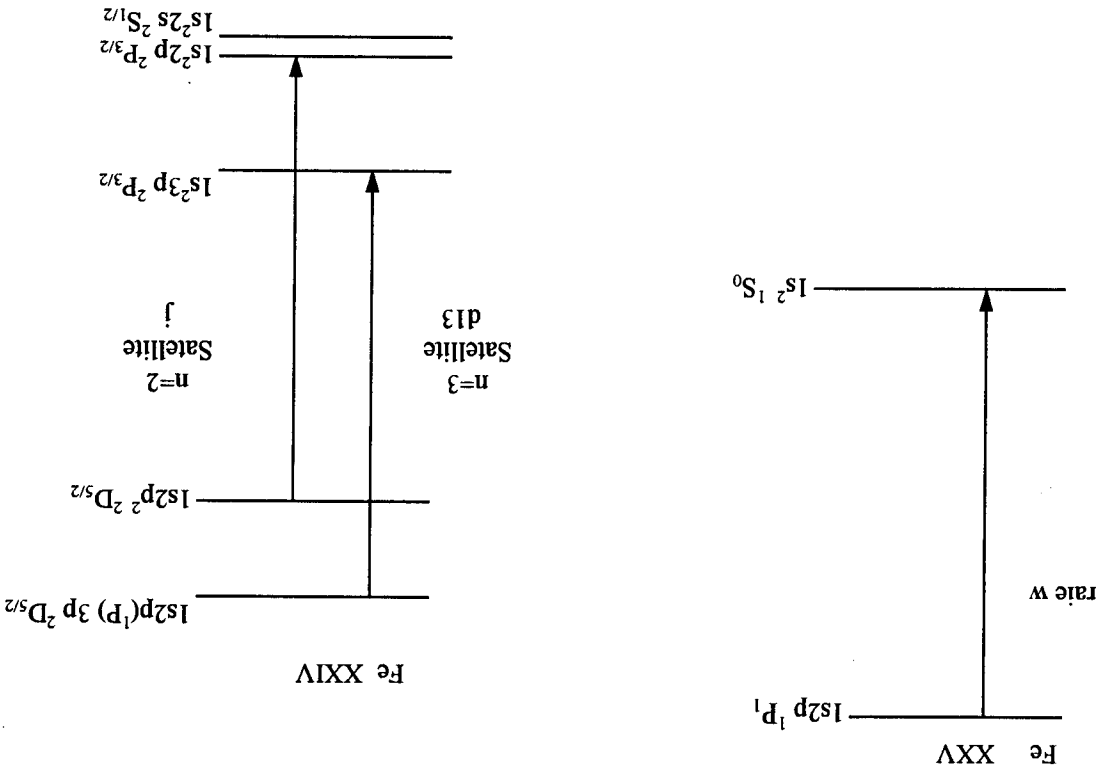 Fe XXV
1s2p ¹P₁
raie w
1s² ¹S₀
Fe XXIV
1s2p(¹P) 3p ²D₅/₂
1s2p² ²D₅/₂
n=3
Satellite
d13
n=2
Satellite
j
1s²3p ²P₃/₂
1s²2p ²P₃/₂
1s²2s ²S₁/₂